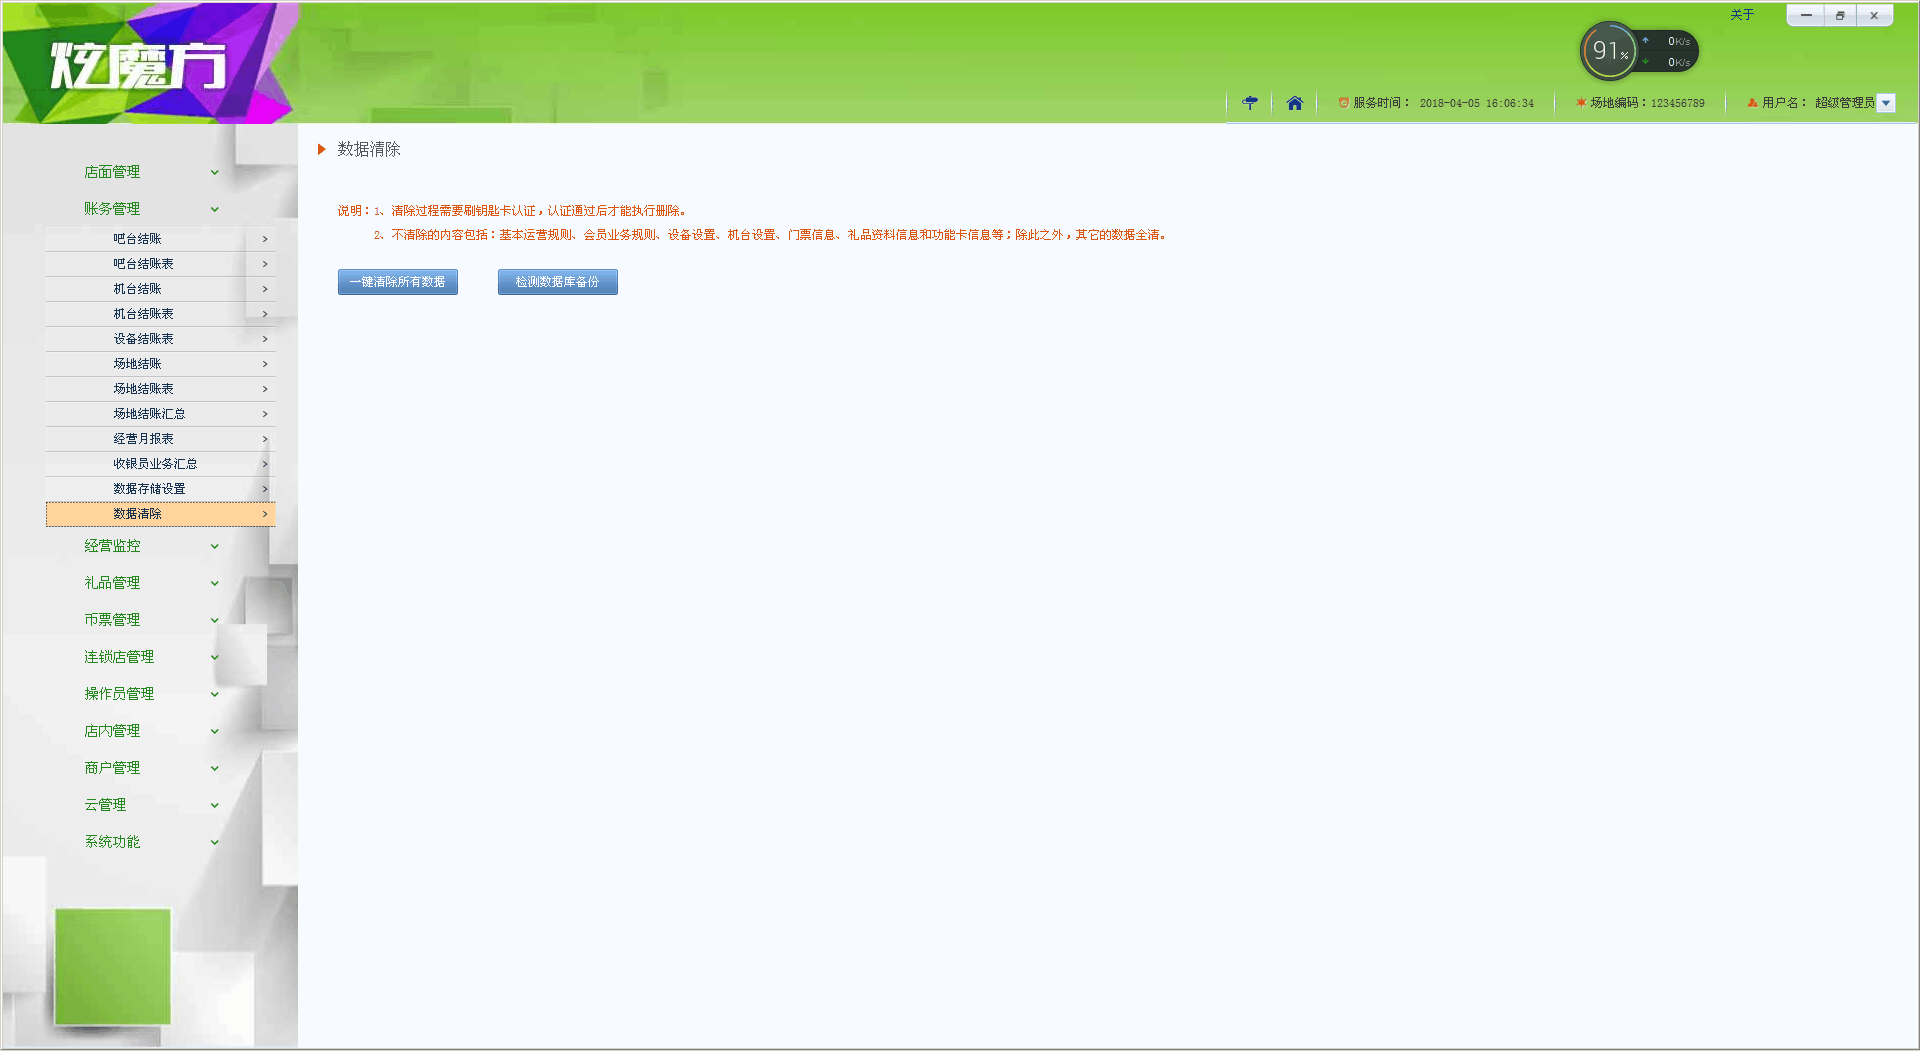 关于
炫魔方
91%
0K/s
0K/s
服务时间： 2018-04-05 16:06:34
场地编码：123456789
用户名： 超级管理员
店面管理
账务管理
吧台结账
吧台结账表
机台结账
机台结账表
设备结账表
场地结账
场地结账表
场地结账汇总
经营月报表
收银员业务汇总
数据存储设置
数据清除
经营监控
礼品管理
币票管理
连锁店管理
操作员管理
店内管理
商户管理
云管理
系统功能
数据清除
说明：1、清除过程需要刷钥匙卡认证，认证通过后才能执行删除。
2、不清除的内容包括：基本运营规则、会员业务规则、设备设置、机台设置、门票信息、礼品资料信息和功能卡信息等；除此之外，其它的数据全清。
一键清除所有数据
检测数据库备份